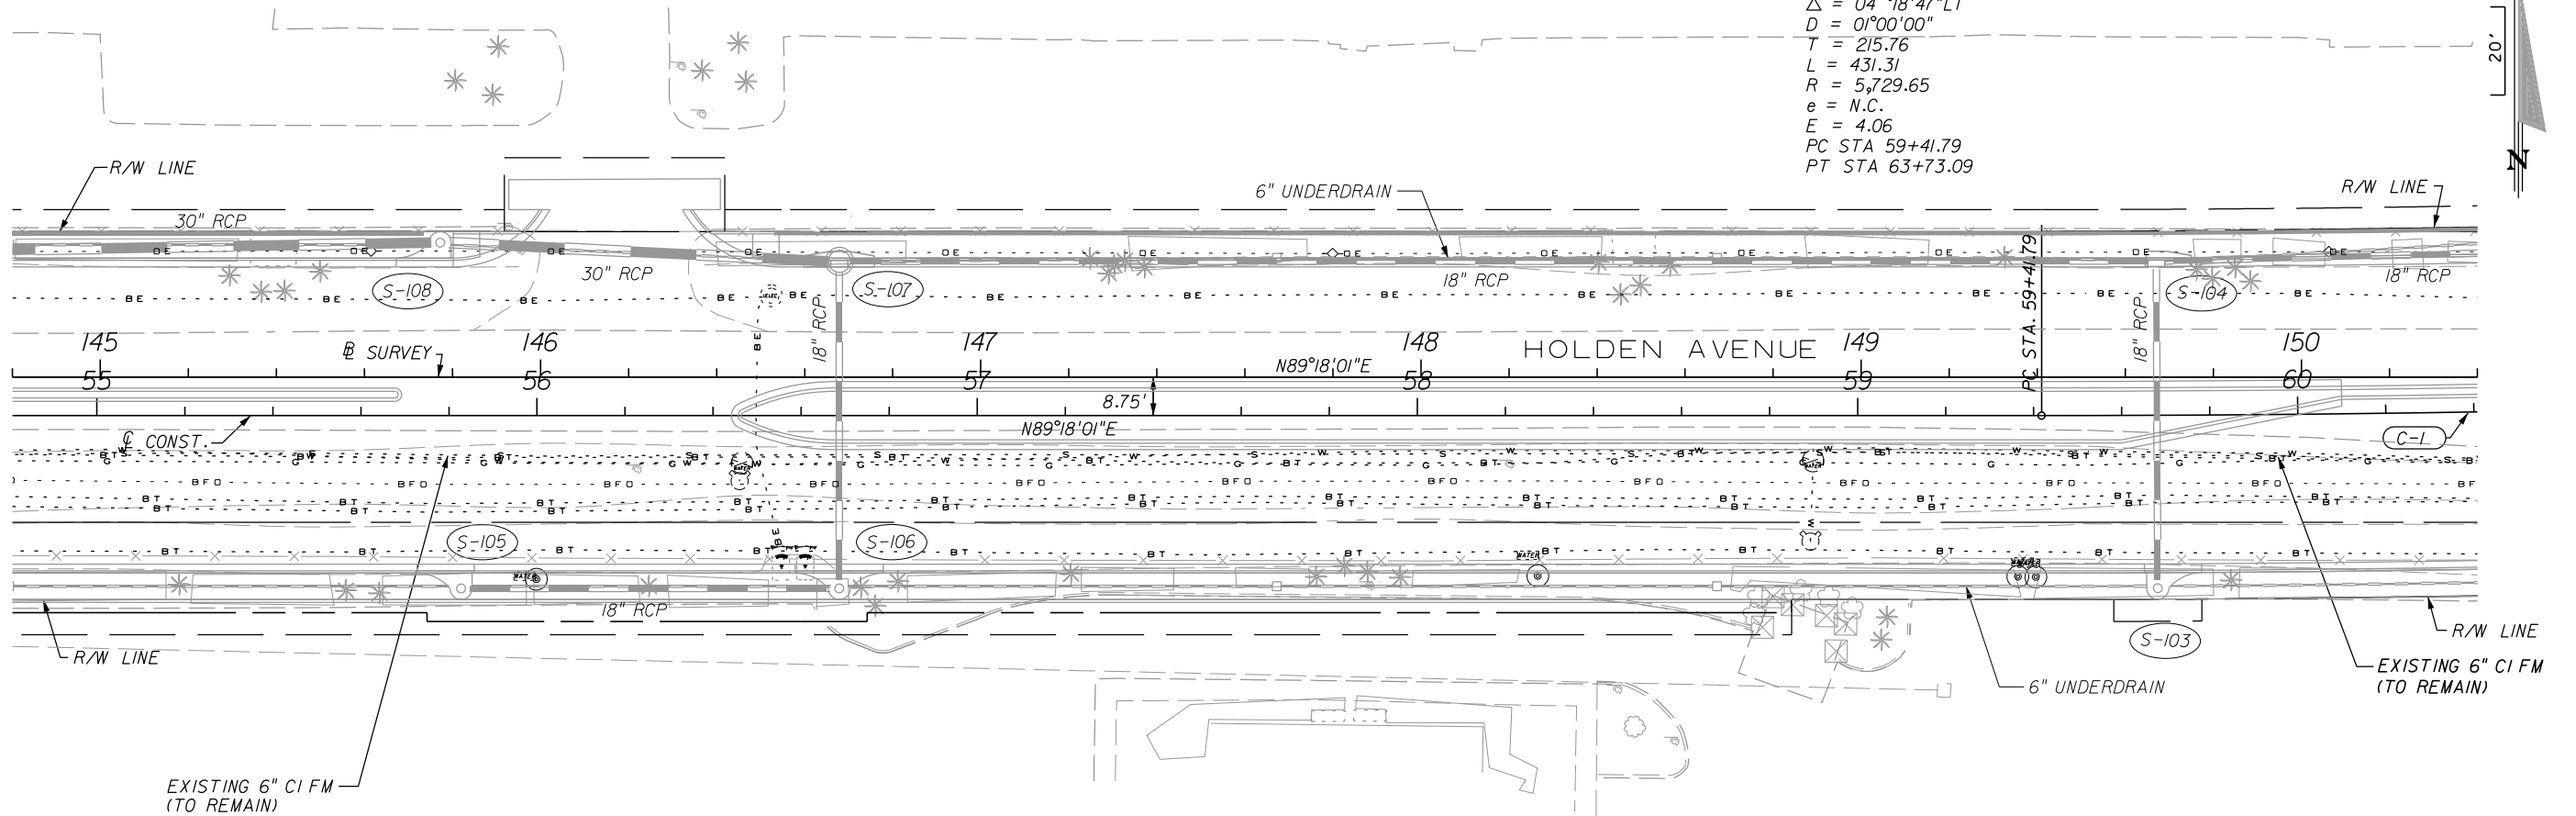 Δ = 04°18'47"LT
D = 01°00'00"
T = 215.76
L = 431.31
R = 5,729.65
e = N.C.
E = 4.06
PC STA 59+41.79
PT STA 63+73.09
20'
N
R/W LINE
30" RCP
6" UNDERDRAIN
R/W LINE
S-108
30" RCP
S-107
18" RCP
18" RCP
PC STA. 59+41.79
S-104
18" RCP
18" RCP
145
146
147
148
149
150
℄ SURVEY
HOLDEN AVENUE
N89°18'01"E
55
56
57
58
59
60
8.75'
℄ CONST.
N89°18'01"E
C-1
S-105
S-106
WATER
WATER
18" RCP
S-103
R/W LINE
R/W LINE
EXISTING 6" CI FM
(TO REMAIN)
6" UNDERDRAIN
EXISTING 6" CI FM
(TO REMAIN)